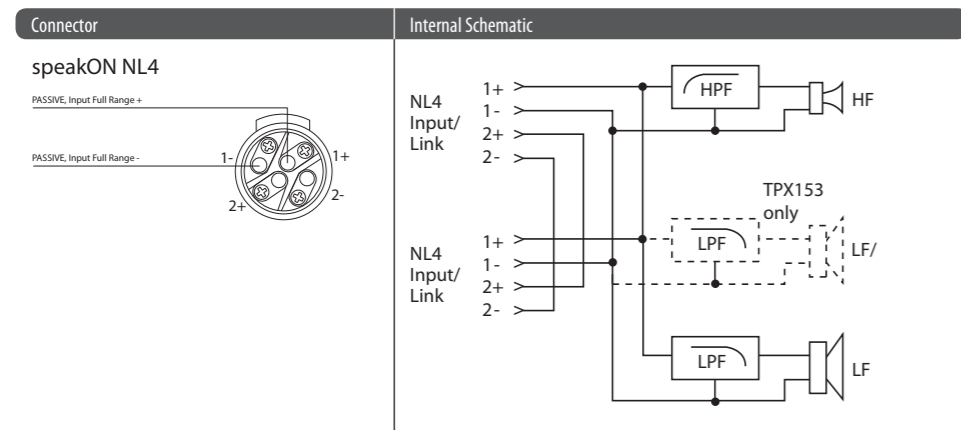 Connector
Internal Schematic
speakON NL4
PASSIVE, Input Full Range +
PASSIVE, Input Full Range -
1-
1+
2+
2-
NL4
Input/
Link
1+
1-
2+
2-
HPF
HF
TPX153
only
NL4
Input/
Link
1+
1-
2+
2-
LPF
LF/
LPF
LF